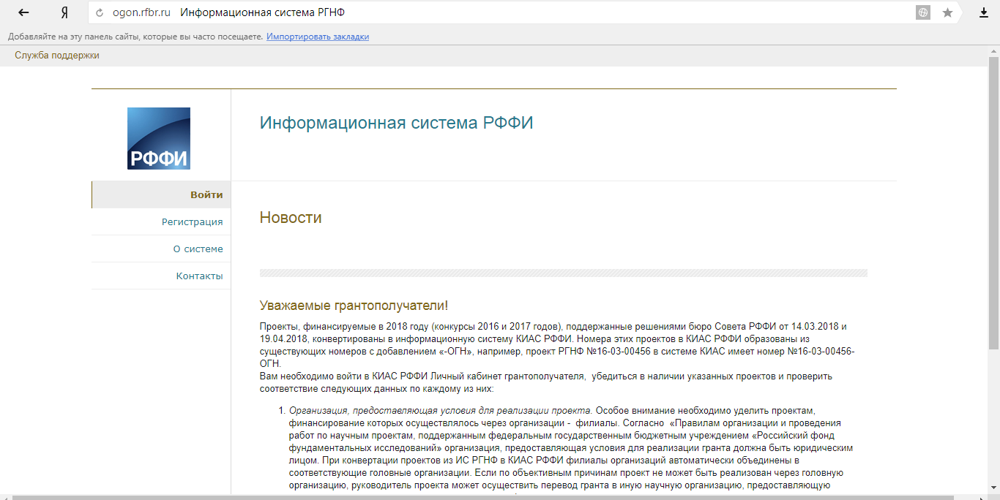 Я
ogon.rfbr.ru Информационная система РГНФ
Добавляйте на эту панель сайты, которые вы часто посещаете. Импортировать закладки
Служба поддержки
РФФИ
Информационная система РФФИ
Войти
Регистрация
О системе
Контакты
Новости
Уважаемые грантополучатели!
Проекты, финансируемые в 2018 году (конкурсы 2016 и 2017 годов), поддержанные решениями бюро Совета РФФИ от 14.03.2018 и
19.04.2018, конвертированы в информационную систему КИАС РФФИ. Номера этих проектов в КИАС РФФИ образованы из
существующих номеров с добавлением «-ОГН», например, проект РГНФ №16-03-00456 в системе КИАС имеет номер №16-03-00456-
ОГН.
Вам необходимо войти в КИАС РФФИ Личный кабинет грантополучателя, убедиться в наличии указанных проектов и проверить
соответствие следующих данных по каждому из них:
1. Организация, предоставляющая условия для реализации проекта. Особое внимание необходимо уделить проектам,
финансирование которых осуществлялось через организации - филиалы. Согласно «Правилам организации и проведения
работ по научным проектам, поддержанным федеральным государственным бюджетным учреждением «Российский фонд
фундаментальных исследований» организация, предоставляющая условия для реализации гранта должна быть юридическим
лицом. При конвертации проектов из ИС РГНФ в КИАС РФФИ филиалы организаций автоматически объединены в
соответствующие головные организации. Если по объективным причинам проект не может быть реализован через головную
организацию, руководитель проекта может осуществить перевод гранта в иную научную организацию, предоставляющую